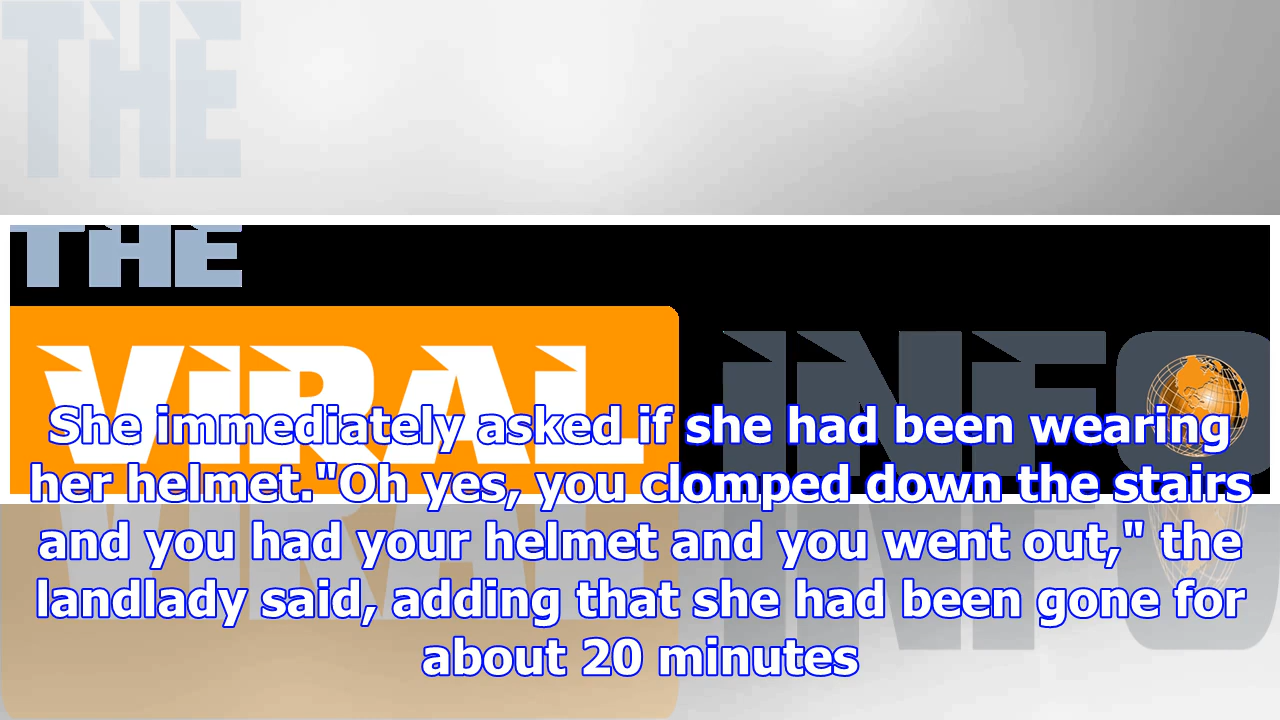 THE
THE
VIRAL INFO
She immediately asked if she had been wearing
her helmet."Oh yes, you clomped down the stairs
and you had your helmet and you went out," the
landlady said, adding that she had been gone for
about 20 minutes
VIRAL INFO